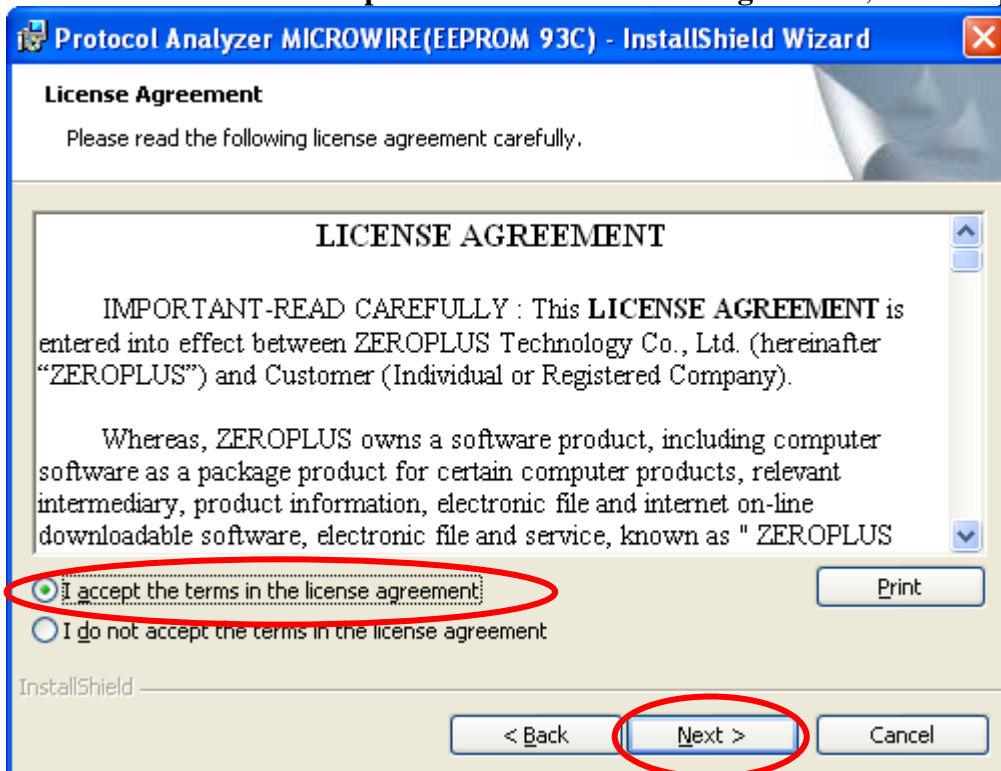 Protocol Analyzer MICROWIRE(EEPROM 93C) - InstallShield Wizard
License Agreement
Please read the following license agreement carefully.
LICENSE AGREEMENT
IMPORTANT-READ CAREFULLY : This LICENSE AGREEMENT is
entered into effect between ZEROPLUS Technology Co., Ltd. (hereinafter
“ZEROPLUS”) and Customer (Individual or Registered Company).
Whereas, ZEROPLUS owns a software product, including computer
software as a package product for certain computer products, relevant
intermediary, product information, electronic file and internet on-line
downloadable software, electronic file and service, known as " ZEROPLUS
I accept the terms in the license agreement
Print
I do not accept the terms in the license agreement
InstallShield
< Back Next > Cancel